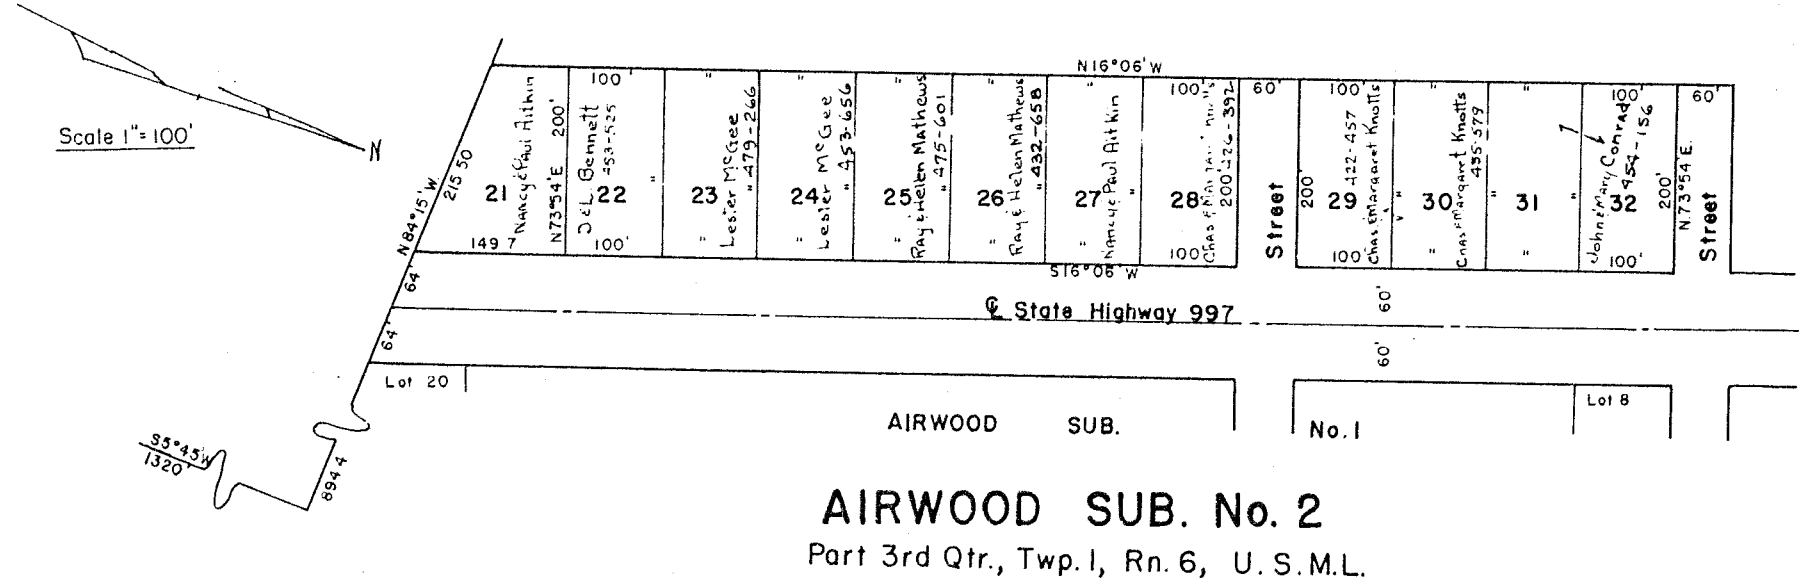 Scale 1"=100'
N
N16°06'W
N84°15'W.
215 50
21
Nancy & Paul Aitkin
N73°54'E 200'
149 7
100'
D & L. Bennett
453-525
22
"
100'
"
23
Lester McGee
" 479-266
"
"
24
Lester McGee
" 453-656
"
"
25
Ray & Helen Mathews
" 475-601
"
"
26
Ray & Helen Mathews
" 432-658
"
"
27
Nancy & Paul Aitkin
"
100'
28
Chas & Margaret Knotts
200' 426-392
100'
60'
Street
200'
100'
29
422-457
Chas & Margaret Knotts
100'
"
"
30
Chas & Margaret Knotts
435-579
"
"
"
31
"
"
100'
32
John & Mary Conrad
454-156
200'
100'
60'
N.73°54'E.
Street
S16°06'W
64'
64'
℄ State Highway 997
60'
60'
Lot 20
Lot 8
AIRWOOD SUB. No. 1
S5°45'W
1320'
894 4
AIRWOOD SUB. No. 2
Part 3rd Qtr., Twp. 1, Rn. 6, U.S.M.L.